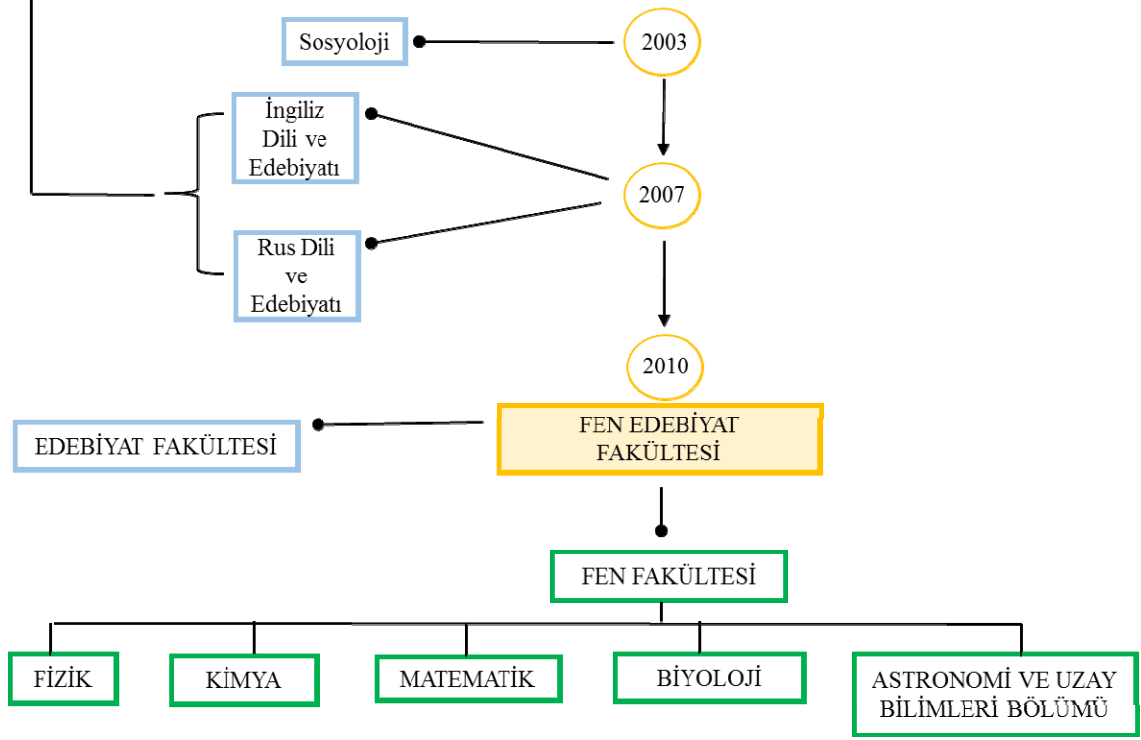 Sosyoloji
2003
İngiliz
Dili ve
Edebiyatı
2007
Rus Dili
ve
Edebiyatı
2010
EDEBİYAT FAKÜLTESİ
FEN EDEBİYAT
FAKÜLTESİ
FEN FAKÜLTESİ
FİZİK
KİMYA
MATEMATİK
BİYOLOJİ
ASTRONOMİ VE UZAY
BİLİMLERİ BÖLÜMÜ